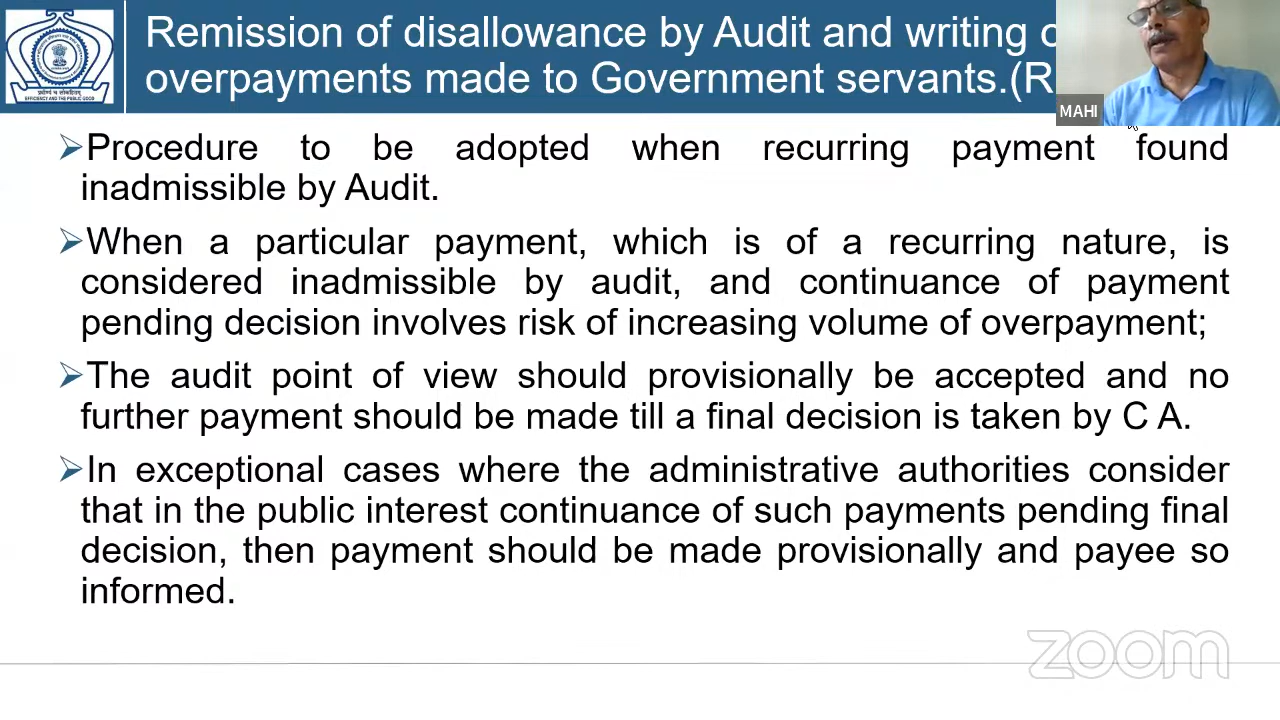 Remission of disallowance by Audit and writing o
overpayments made to Government servants.(R
MAHI
➢Procedure to be adopted when recurring payment found
inadmissible by Audit.
➢When a particular payment, which is of a recurring nature, is
considered inadmissible by audit, and continuance of payment
pending decision involves risk of increasing volume of overpayment;
➢The audit point of view should provisionally be accepted and no
further payment should be made till a final decision is taken by C A.
➢In exceptional cases where the administrative authorities consider
that in the public interest continuance of such payments pending final
decision, then payment should be made provisionally and payee so
informed.
EFFICIENCY AND THE PUBLIC GOOD
zoom